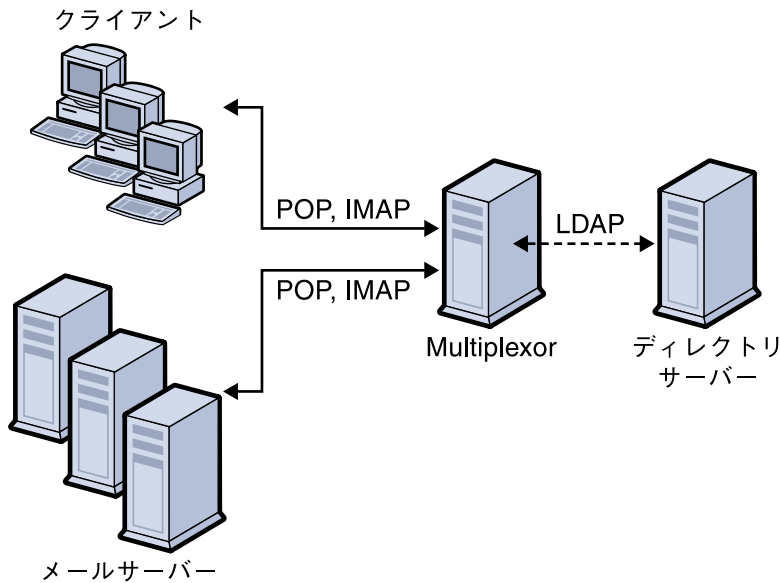 クライアント
POP, IMAP
LDAP
POP, IMAP
Multiplexor
ディレクトリ
サーバー
メールサーバー